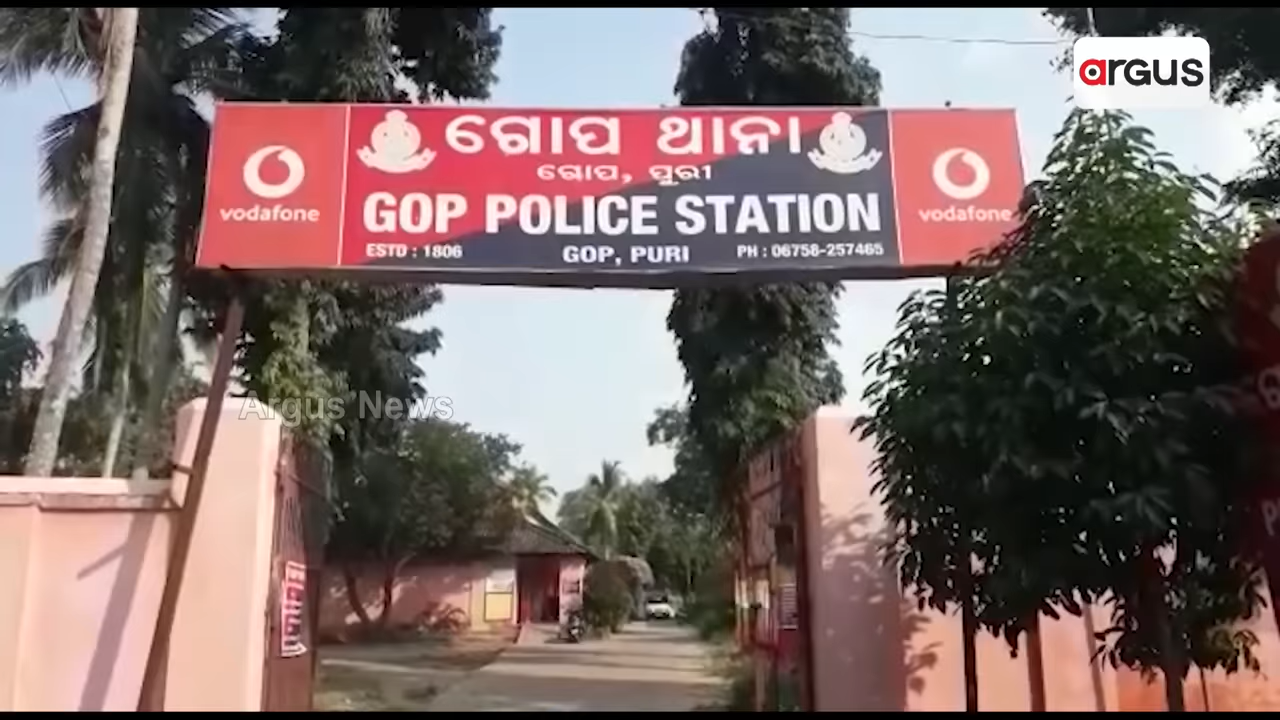 argus
ଗୋପ ଥାନା
ଗୋପ, ପୁରୀ
GOP POLICE STATION
ESTD : 1806 GOP, PURI PH : 06758-257465
vodafone
vodafone
Argus News